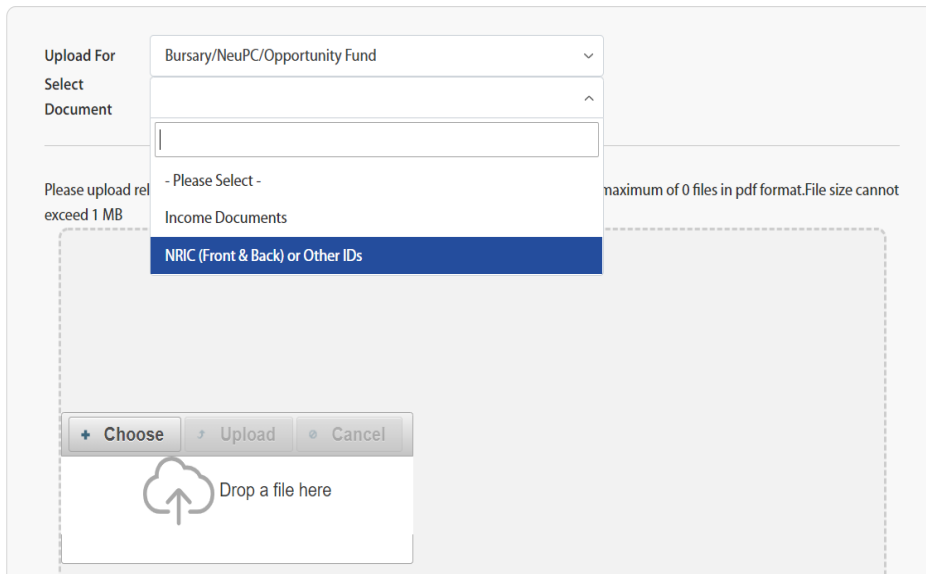 Upload For
Bursary/NeuPC/Opportunity Fund
Select
Document
- Please Select -
Income Documents
NRIC (Front & Back) or Other IDs
Please upload rel
maximum of 0 files in pdf format.File size cannot
exceed 1 MB
Choose
Upload
Cancel
Drop a file here